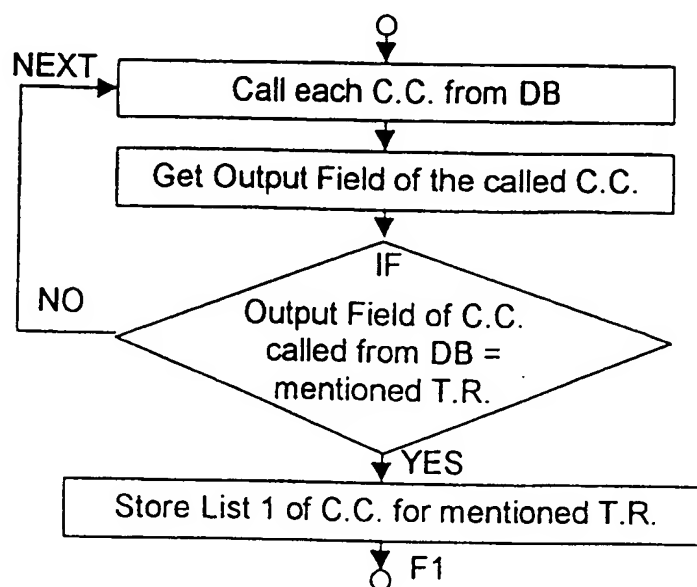 NEXT
Call each C.C. from DB
Get Output Field of the called C.C.
IF
NO
Output Field of C.C.
called from DB =
mentioned T.R.
YES
Store List 1 of C.C. for mentioned T.R.
F1